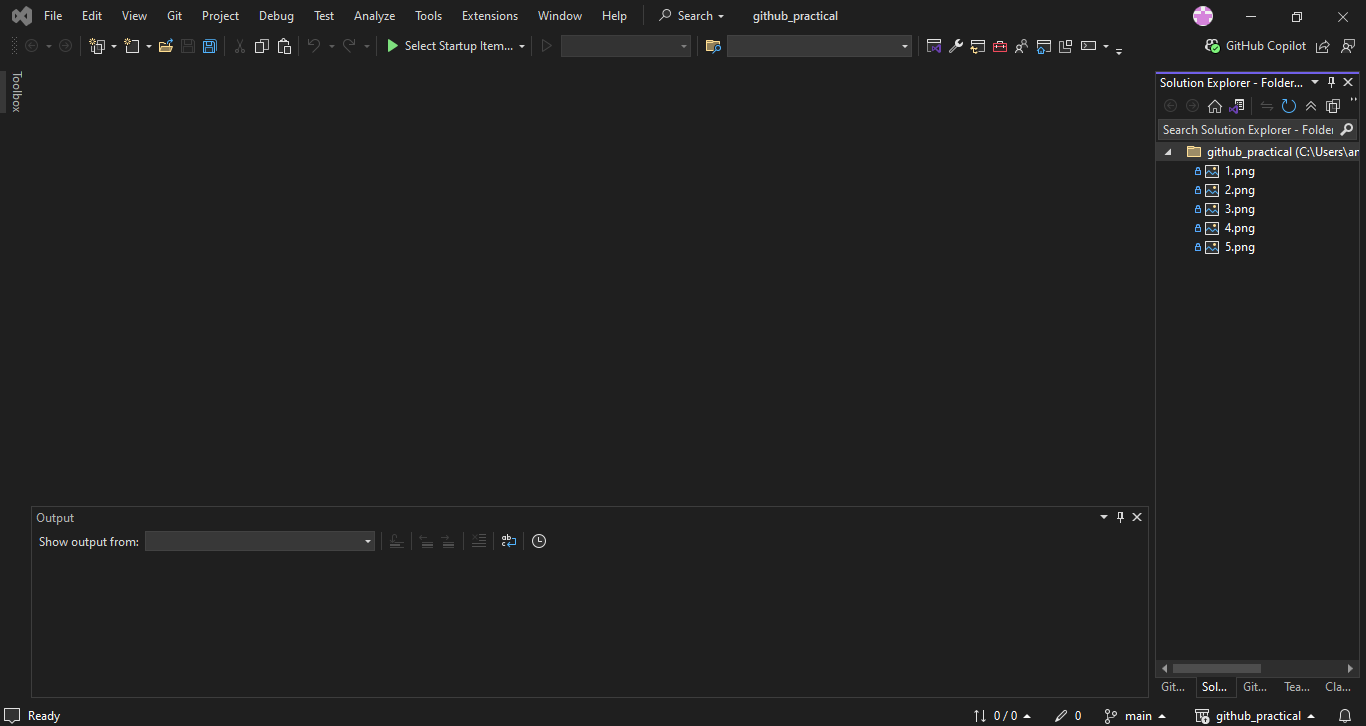 File Edit View Git Project Debug Test Analyze Tools Extensions Window Help Search github_practical
Select Startup Item... GitHub Copilot
Toolbox
Solution Explorer - Folder...
Search Solution Explorer - Folder
github_practical (C:\Users\ar
1.png
2.png
3.png
4.png
5.png
Output
Show output from:
Git... Sol... Git... Tea... Cla...
Ready 0 / 0 0 main github_practical